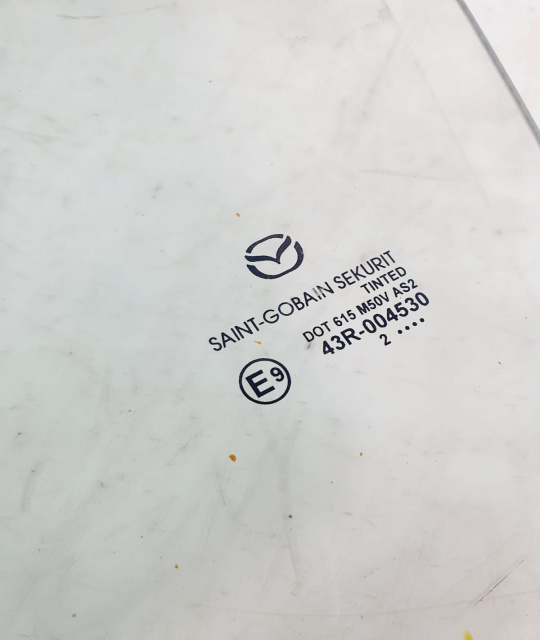 SAINT-GOBAIN SEKURIT
TINTED
DOT 615 M50V AS2
43R-004530
2 ....
E9